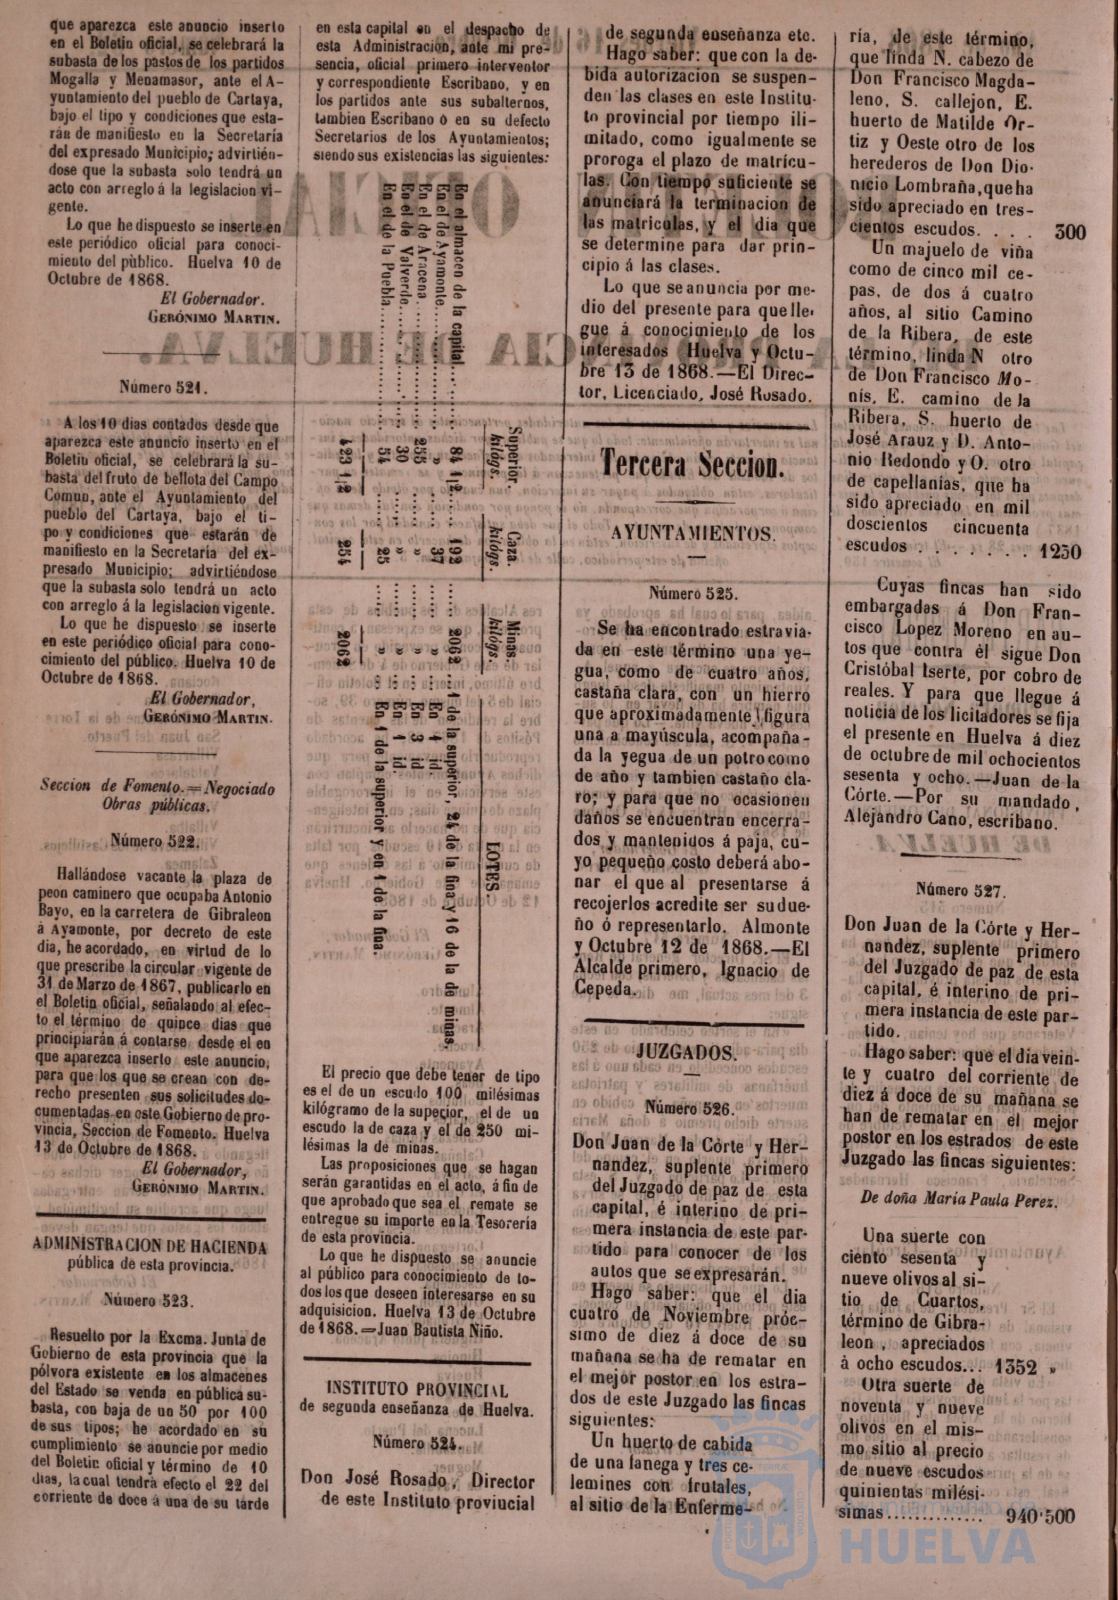 que aparezca este anuncio inserto
en el Boletin oficial, se celebrará la
subasta de los pastos de los partidos
Mogalla y Menamasor, ante el A-
yuntamiento del pueblo de Cartaya,
bajo el tipo y condiciones que esta-
rán de manifiesto en la Secretaría
del expresado Municipio; advirtién-
dose que la subasta solo tendrá un
acto con arreglo á la legislacion vi-
gente.
Lo que he dispuesto se inserte en
este periódico oficial para conoci-
miento del público. Huelva 10 de
Octubre de 1868.
El Gobernador.
GERÓNIMO MARTIN.
Número 521.
A los 10 dias contados desde que
aparezca este anuncio inserto en el
Boletin oficial, se celebrará la su-
basta del fruto de bellota del Campo
Comun, ante el Ayuntamiento del
pueblo del Cartaya, bajo el ti-
po y condiciones que estarán de
manifiesto en la Secretaría del ex-
presado Municipio; advirtiéndose
que la subasta solo tendrá un acto
con arreglo á la legislacion vigente.
Lo que he dispuesto se inserte
en este periódico oficial para cono-
cimiento del público. Huelva 10 de
Octubre de 1868.
El Gobernador,
GERÓNIMO MARTIN.
Seccion de Fomento.=Negociado
Obras públicas.
Número 522.
Hallándose vacante la plaza de
peon caminero que ocupaba Antonio
Bayo, en la carretera de Gibraleon
á Ayamonte, por decreto de este
dia, he acordado, en virtud de lo
que prescribe la circular vigente de
31 de Marzo de 1867, publicarlo en
el Boletin oficial, señalando al efec-
to el término de quince dias que
principiarán á contarse desde el en
que aparezca inserto este anuncio,
para que los que se crean con de-
recho presenten sus solicitudes do-
cumentadas en este Gobierno de pro-
vincia, Seccion de Fomento. Huelva
13 de Octubre de 1868.
El Gobernador,
GERÓNIMO MARTIN.
ADMINISTRACION DE HACIENDA
pública de esta provincia.
Número 523.
Resuelto por la Excma. Junta de
Gobierno de esta provincia que la
pólvora existente en los almacenes
del Estado se venda en pública su-
basta, con baja de un 50 por 100
de sus tipos; he acordado en su
cumplimiento se anuncie por medio
del Boletin oficial y término de 10
dias, la cual tendrá efecto el 22 del
corriente de doce á una de su tarde
en esta capital en el despacho de
esta Administracion, ante mi pre-
sencia, oficial primero interventor
y correspondiente Escribano, y en
los partidos ante sus subalternos,
tambien Escribano ó en su defecto
Secretarios de los Ayuntamientos;
siendo sus existencias las siguientes:
Superior. kilógs. Caza. kilógs. Minas. kilógs. LOTES
En el almacen de la capital...... 84 1|2.... 192 .... 2062 ...1 de la superior, 24 de la fina y 16 de la de minas.
En el de Ayamonte............ » ...... 37 .... » ... En 1 id.
En el de Aracena.............. 255 ...... » .... » ... En 3 id.
En el de Valverde............. 30 ...... » .... » ... En 1 id.
En el de la Puebla............ 54 ...... 25 .... » ... En 1 de la superior y en 1 de la fina.
423 1|2 254 2062
El precio que debe tener de tipo
es el de un escudo 100 milésimas
kilógramo de la superior, el de un
escudo la de caza y el de 250 mi-
lésimas la de minas.
Las proposiciones que se hagan
serán garantidas en el acto, á fin de
que aprobado que sea el remate se
entregue su importe en la Tesorería
de esta provincia.
Lo que he dispuesto se anuncie
al público para conocimiento de to-
dos los que deseen interesarse en su
adquisicion. Huelva 13 de Octubre
de 1868.=Juan Bautista Niño.
INSTITUTO PROVINCIAL
de segunda enseñanza de Huelva.
Número 524.
Don José Rosado, Director
de este Instituto provincial
de segunda enseñanza etc.
Hago saber: que con la de-
bida autorizacion se suspen-
den las clases en este Institu-
to provincial por tiempo ili-
mitado, como igualmente se
proroga el plazo de matrícu-
las. Con tiempo suficiente se
anunciará la terminacion de
las matriculas, y el dia que
se determine para dar prin-
cipio á las clases.
Lo que se anuncia por me-
dio del presente para que lle-
gue á conocimiento de los
interesados Huelva y Octu-
bre 13 de 1868.—El Direc-
tor, Licenciado, José Rosado.
Tercera Seccion.
AYUNTAMIENTOS.
Número 525.
Se ha encontrado estravia-
da en este término una ye-
gua, como de cuatro años,
castaña clara, con un hierro
que aproximadamente figura
una a mayúscula, acompaña-
da la yegua de un potro como
de año y tambien castaño cla-
ro; y para que no ocasionen
daños se encuentran encerra-
dos y mantenidos á paja, cu-
yo pequeño costo deberá abo-
nar el que al presentarse á
recojerlos acredite ser su due-
ño ó representarlo. Almonte
y Octubre 12 de 1868.—El
Alcalde primero, Ignacio de
Cepeda.
JUZGADOS.
Número 526.
Don Juan de la Córte y Her-
nandez, suplente primero
del Juzgado de paz de esta
capital, é interino de pri-
mera instancia de este par-
tido para conocer de los
autos que se expresarán.
Hago saber: que el dia
cuatro de Noviembre próc-
simo de diez á doce de su
mañana se ha de rematar en
el mejor postor en los estra-
dos de este Juzgado las fincas
siguientes:
Un huerto de cabida
de una fanega y tres ce-
lemines con frutales,
al sitio de la Enferme-
ría, de este término,
que linda N. cabezo de
Don Francisco Magda-
leno, S. callejon, E.
huerto de Matilde Or-
tiz y Oeste otro de los
herederos de Don Dio-
nicio Lombraña, que ha
sido apreciado en tres-
cientos escudos. . . . 300
Un majuelo de viña
como de cinco mil ce-
pas, de dos á cuatro
años, al sitio Camino
de la Ribera, de este
término, linda N otro
de Don Francisco Mo-
nis, E. camino de la
Ribera, S. huerto de
José Arauz y D. Anto-
nio Redondo y O. otro
de capellanías, que ha
sido apreciado en mil
doscientos cincuenta
escudos . . . . . . . 1250
Cuyas fincas han sido
embargadas á Don Fran-
cisco Lopez Moreno en au-
tos que contra él sigue Don
Cristóbal Iserte, por cobro de
reales. Y para que llegue á
noticia de los licitadores se fija
el presente en Huelva á diez
de octubre de mil ochocientos
sesenta y ocho.—Juan de la
Córte.—Por su mandado,
Alejandro Cano, escribano.
Número 527.
Don Juan de la Córte y Her-
nandez, suplente primero
del Juzgado de paz de esta
capital, é interino de pri-
mera instancia de este par-
tido.
Hago saber: que el dia vein-
te y cuatro del corriente de
diez á doce de su mañana se
han de rematar en el mejor
postor en los estrados de este
Juzgado las fincas siguientes:
De doña María Paula Perez.
Una suerte con
ciento sesenta y
nueve olivos al si-
tio de Cuartos,
término de Gibra-
leon, apreciados
á ocho escudos... 1352 »
Otra suerte de
noventa y nueve
olivos en el mis-
mo sitio al precio
de nueve escudos
quinientas milési-
simas.............. 940'500
HUELVA